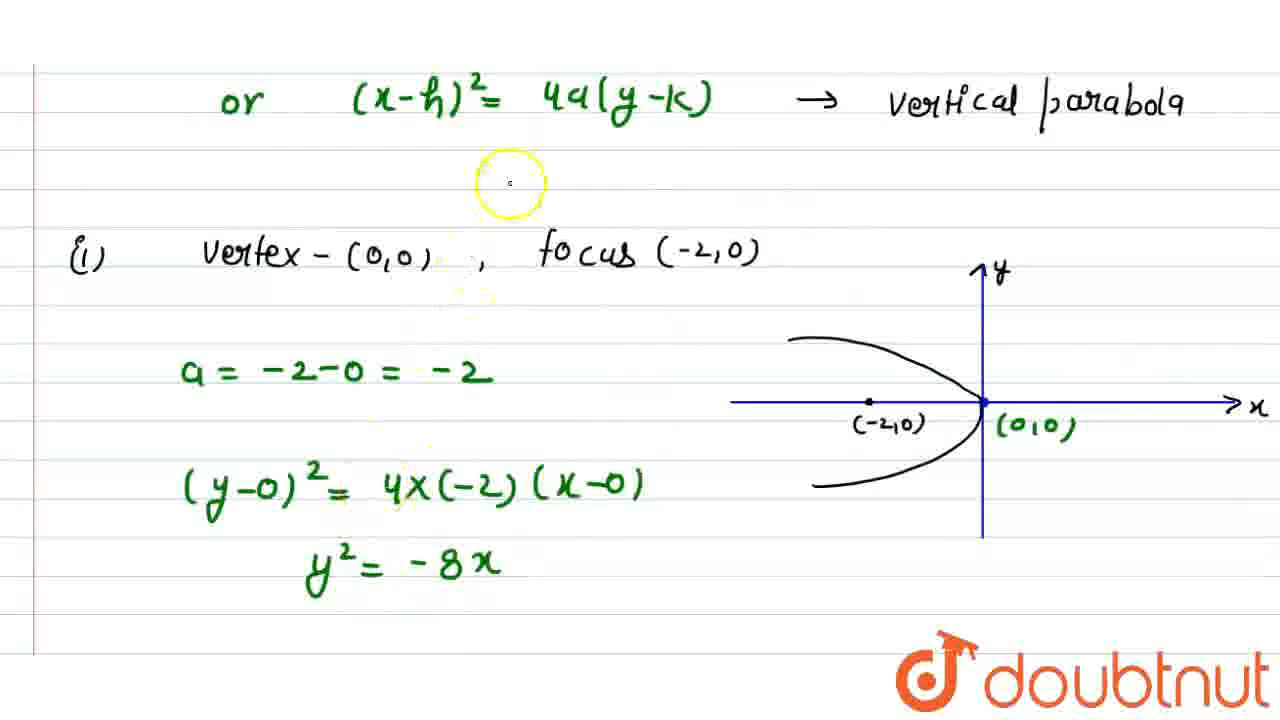 or (x-h)² = 4a(y-k) → vertical parabola
(1) vertex - (0,0) , focus (-2,0)
y
a = -2-0 = -2
x
(-2,0) (0,0)
(y-0)² = 4×(-2) (x-0)
y² = -8x
doubtnut